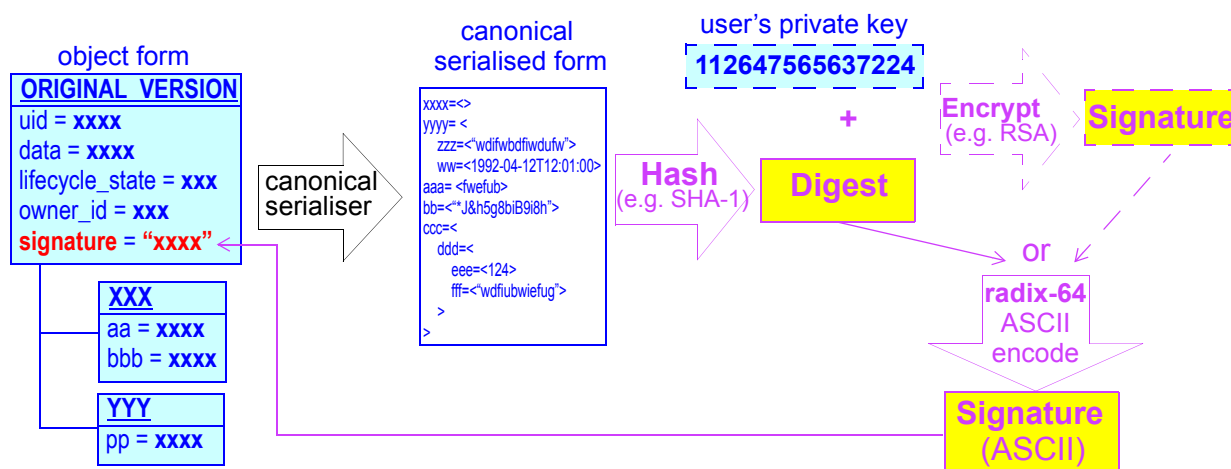 object form
ORIGINAL_VERSION
uid = xxxx
data = xxxx
lifecycle_state = xxx
owner_id = xxx
signature = “xxxx”
XXX
aa = xxxx
bbb = xxxx
YYY
pp = xxxx
canonical
serialiser
canonical
serialised form
xxxx=<>
yyyy= <
zzz=<“wdifwbdfiwdufw”>
ww=<1992-04-12T12:01:00>
aaa= <fwefub>
bb=<“*J&h5g8biB9i8h”>
ccc=<
ddd=<
eee=<124>
fff=<“wdfiubwiefug”>
>
>
Hash
(e.g. SHA-1)
user’s private key
112647565637224
+
Digest
Encrypt
(e.g. RSA)
Signature
or
radix-64
ASCII
encode
Signature
(ASCII)